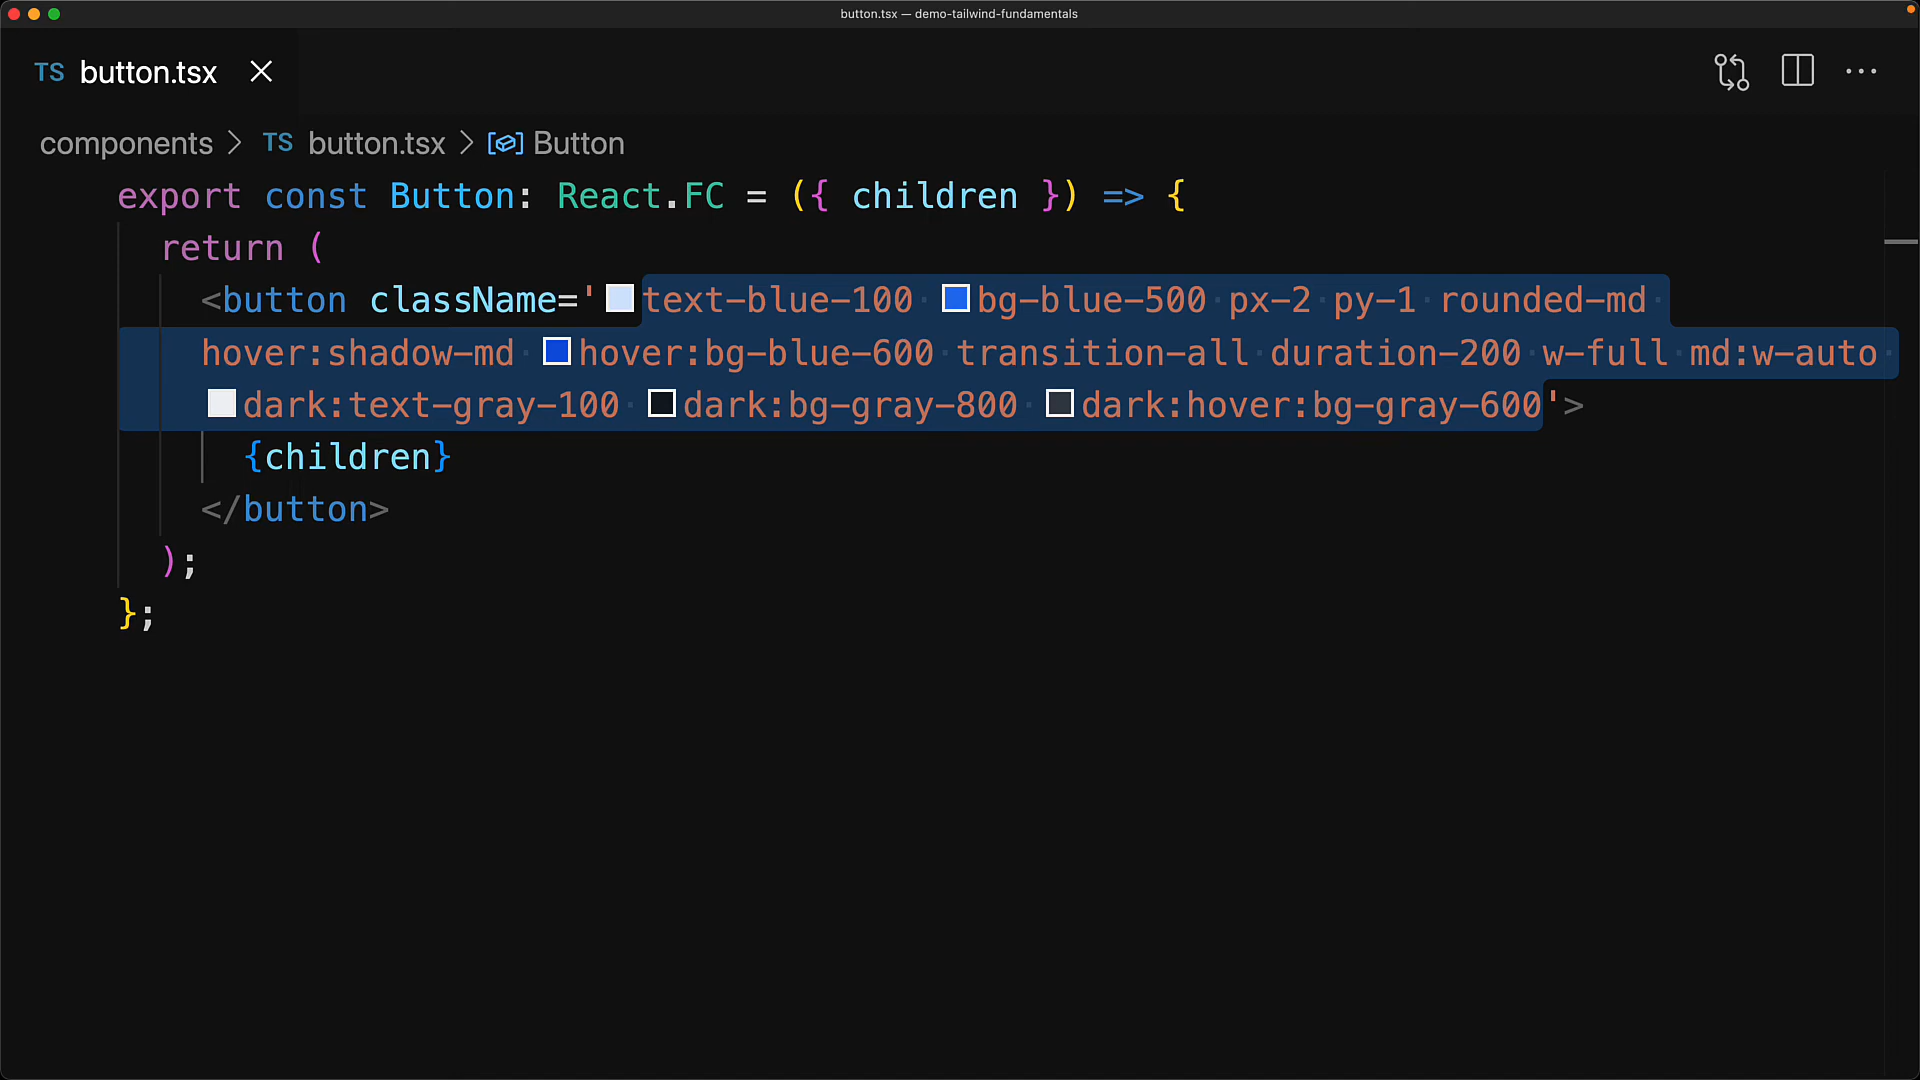 button.tsx — demo-tailwind-fundamentals
TS button.tsx
components > TS button.tsx > Button
export const Button: React.FC = ({ children }) => {
return (
<button className='text-blue-100 bg-blue-500 px-2 py-1 rounded-md
hover:shadow-md hover:bg-blue-600 transition-all duration-200 w-full md:w-auto
dark:text-gray-100 dark:bg-gray-800 dark:hover:bg-gray-600'>
{children}
</button>
);
};